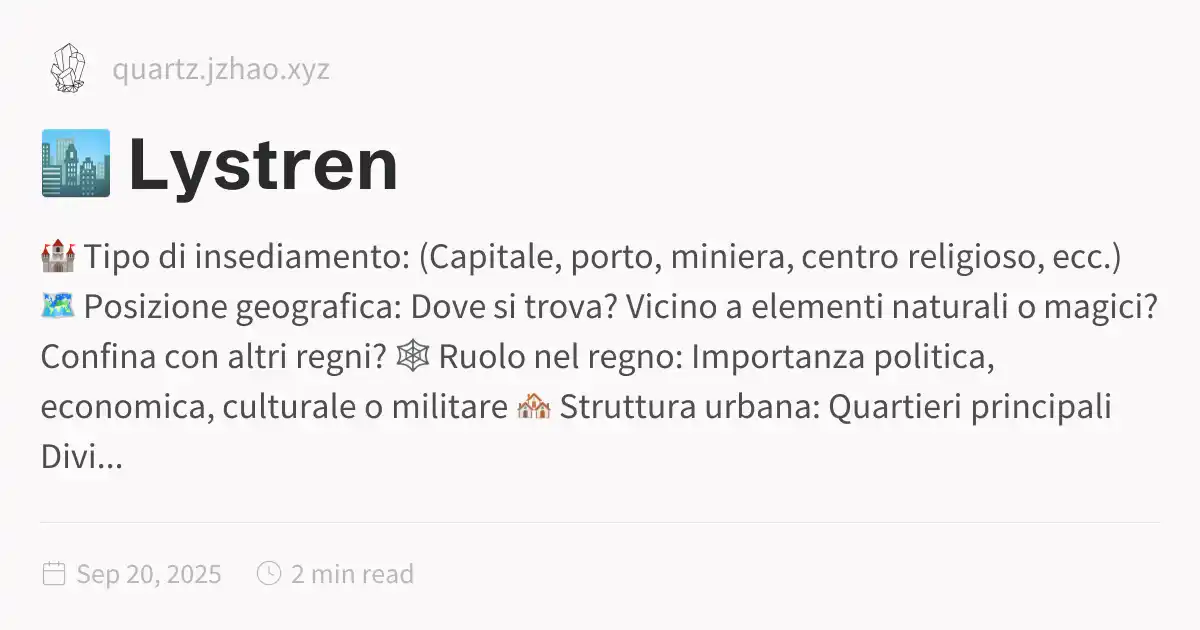 quartz.jzhao.xyz
🏙️ Lystren
🏰 Tipo di insediamento: (Capitale, porto, miniera, centro religioso, ecc.)
🗺️ Posizione geografica: Dove si trova? Vicino a elementi naturali o magici?
Confina con altri regni? 🕸️ Ruolo nel regno: Importanza politica,
economica, culturale o militare 🏘️ Struttura urbana: Quartieri principali
Divi...
Sep 20, 2025 2 min read